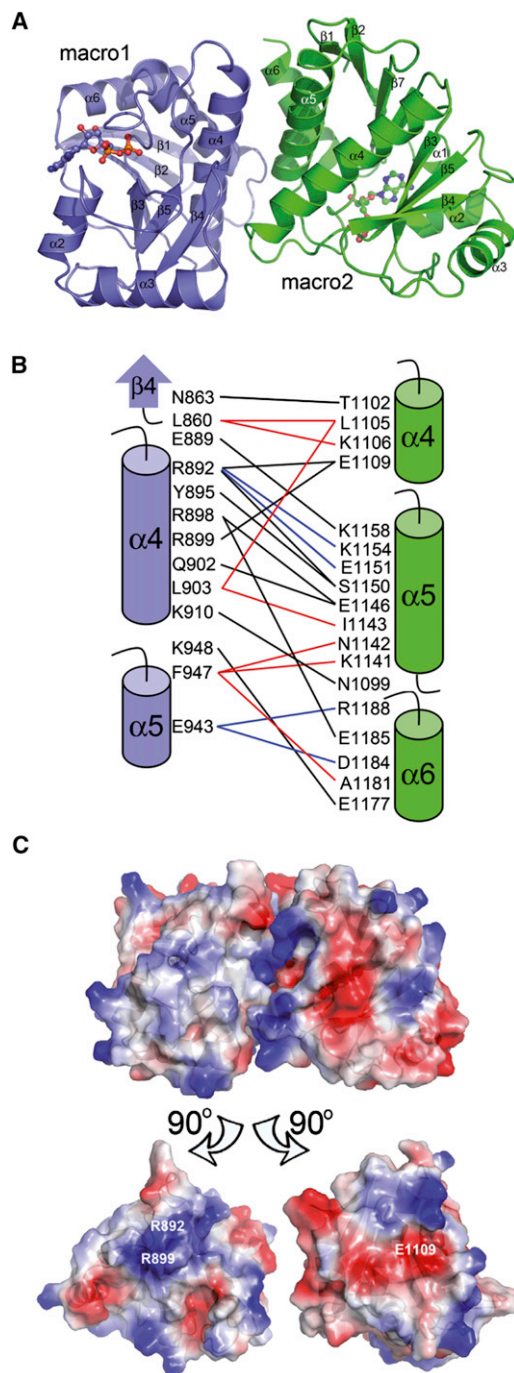 A
macro1
α6
α5
α4
β1
β2
β3
β5
β4
α2
α3
β1
β2
α6
α5
β7
α4
β3
α1
β5
β4
α2
α3
macro2
B
β4
N863
L860
E889
R892
Y895
R898
R899
Q902
L903
K910
K948
F947
E943
α4
α5
T1102
L1105
K1106
E1109
K1158
K1154
E1151
S1150
E1146
I1143
N1142
K1141
N1099
R1188
E1185
D1184
A1181
E1177
α4
α5
α6
C
90° 90°
R892
R899
E1109